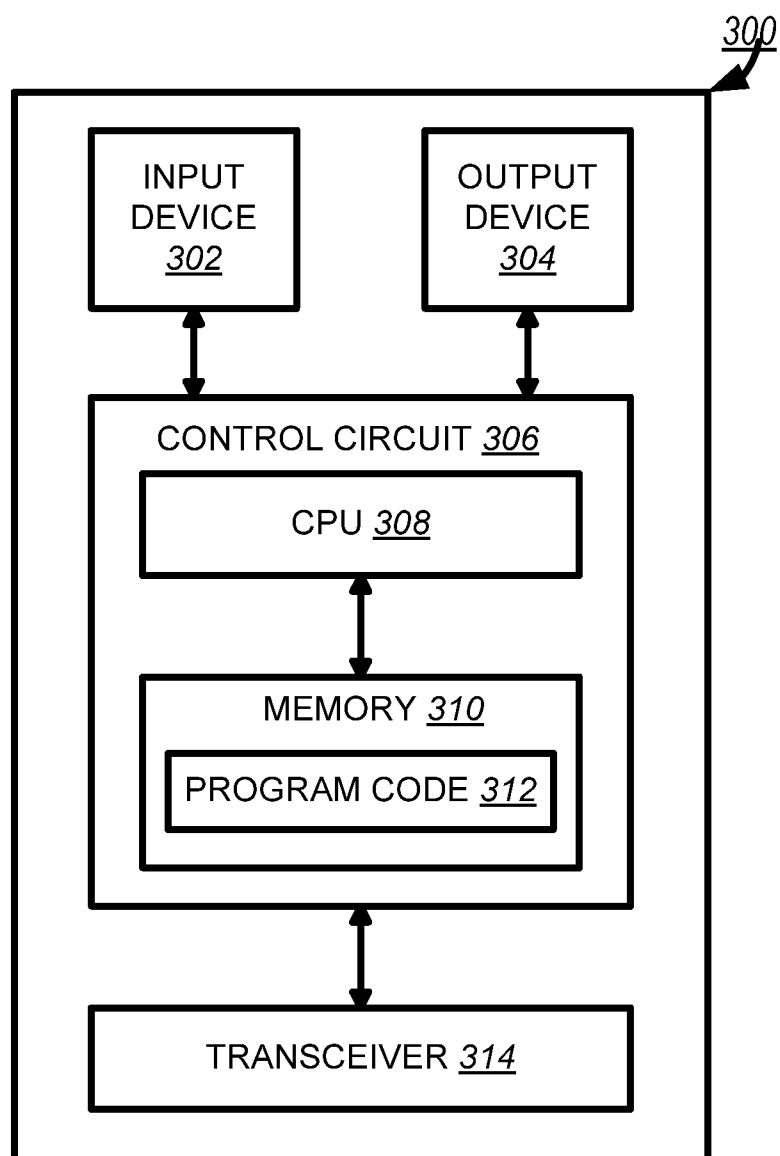 300
INPUT
DEVICE
302
OUTPUT
DEVICE
304
CONTROL CIRCUIT 306
CPU 308
MEMORY 310
PROGRAM CODE 312
TRANSCEIVER 314